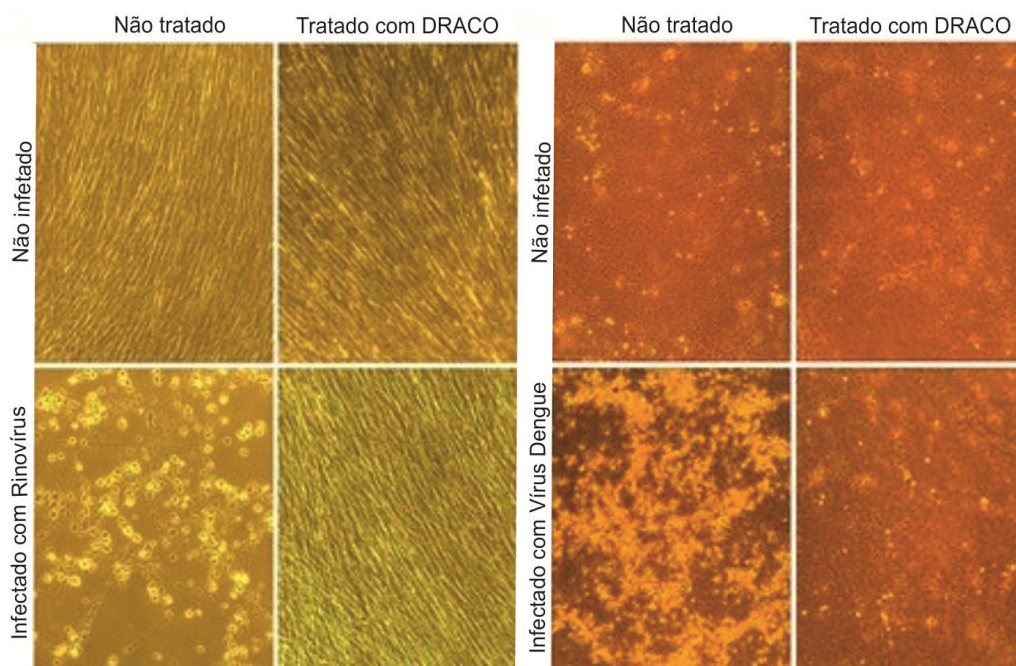 Não tratado
Tratado com DRACO
Não tratado
Tratado com DRACO
Não infetado
Não infetado
Infectado com Rinovírus
Infectado com Vírus Dengue